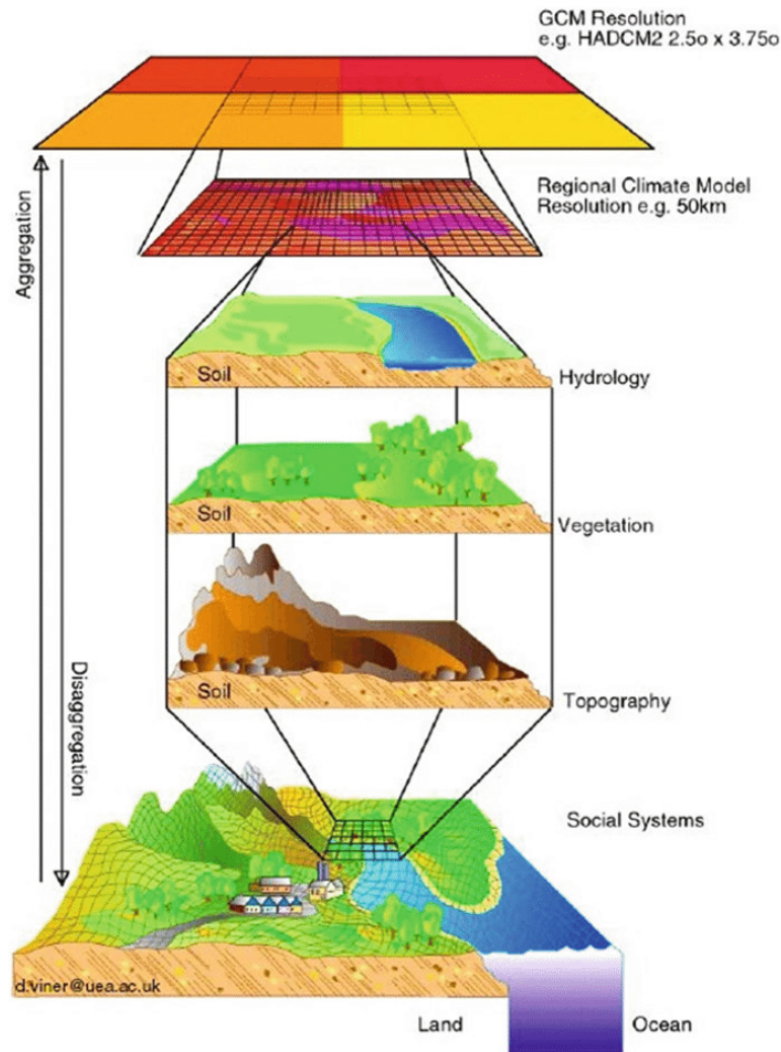 GCM Resolution
e.g. HADCM2 2.5o x 3.75o
Regional Climate Model
Resolution e.g. 50km
Aggregation
Soil
Hydrology
Soil
Vegetation
Soil
Topography
Disaggregation
Social Systems
d.viner@uea.ac.uk
Land
Ocean